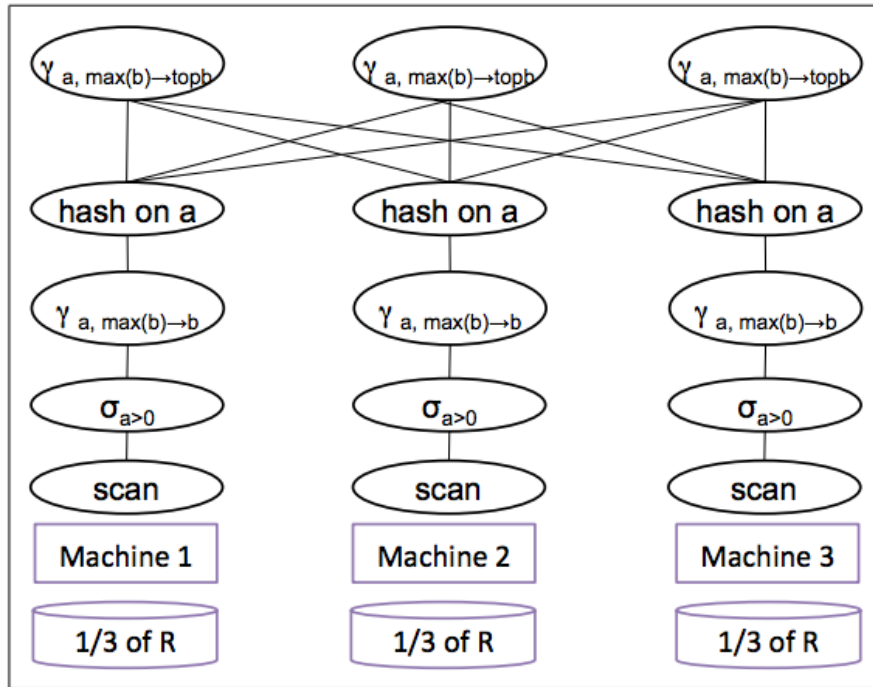 γ a, max(b)→topb γ a, max(b)→topb γ a, max(b)→topb
hash on a hash on a hash on a
γ a, max(b)→b γ a, max(b)→b γ a, max(b)→b
σa>0 σa>0 σa>0
scan scan scan
Machine 1 Machine 2 Machine 3
1/3 of R 1/3 of R 1/3 of R